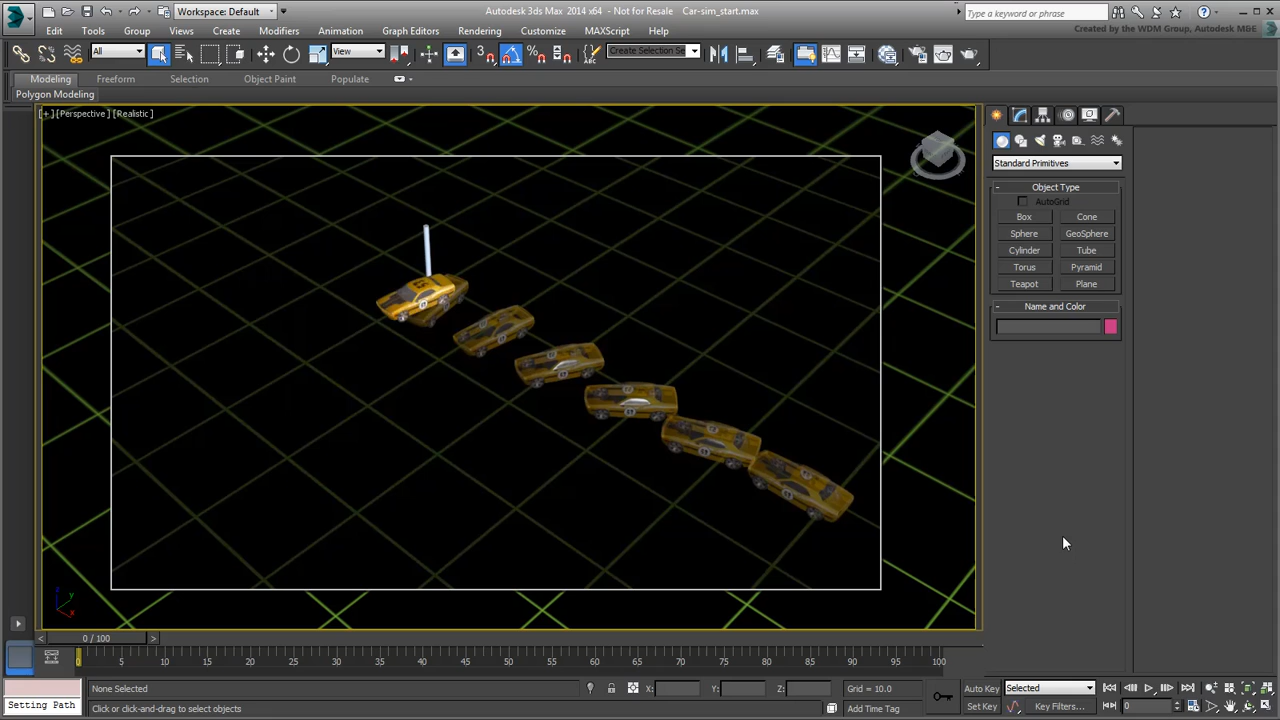 Workspace: Default
Autodesk 3ds Max 2014 x64 - Not for Resale Car-sim_start.max
Type a keyword or phrase
Edit Tools Group Views Create Modifiers Animation Graph Editors Rendering Customize MAXScript Help
Created by the WDM Group, Autodesk M&E
All
View
3
Create Selection Se
Modeling Freeform Selection Object Paint Populate
Polygon Modeling
[+] [Perspective] [Realistic]
Standard Primitives
Object Type
AutoGrid
Box Cone
Sphere GeoSphere
Cylinder Tube
Torus Pyramid
Teapot Plane
Name and Color
z
y
x
< 0 / 100 >
0 5 10 15 20 25 30 35 40 45 50 55 60 65 70 75 80 85 90 95 100
None Selected X: Y: Z: Grid = 10.0 Auto Key Selected
Setting Path Click or click-and-drag to select objects Add Time Tag Set Key Key Filters... 0